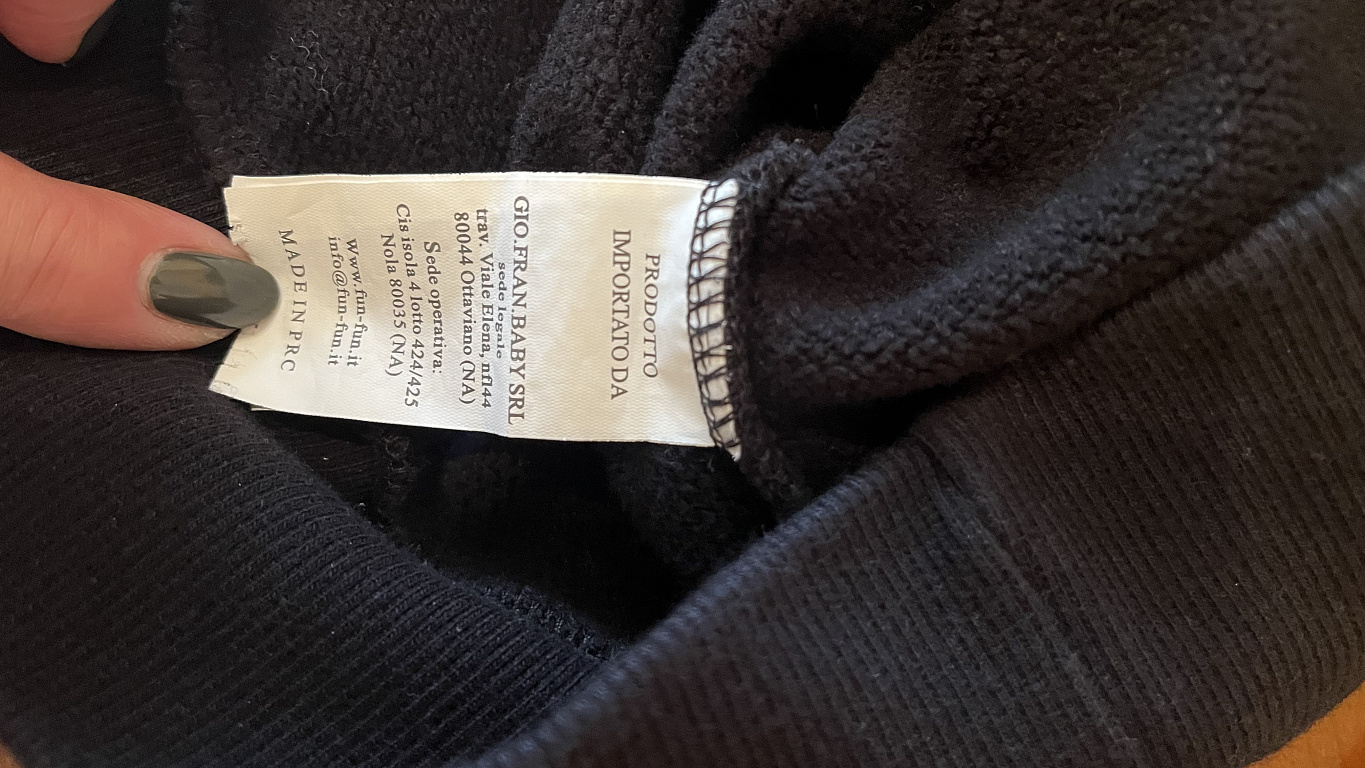 PRODOTTO
IMPORTATO DA
GIO.FRAN.BABY SRL
sede legale
trav. Viale Elena, nfl44
80044 Ottaviano (NA)
Sede operativa:
Cis isola 4 lotto 424/425
Nola 80035 (NA)
www.fun-fun.it
info@fun-fun.it
MADE IN PRC